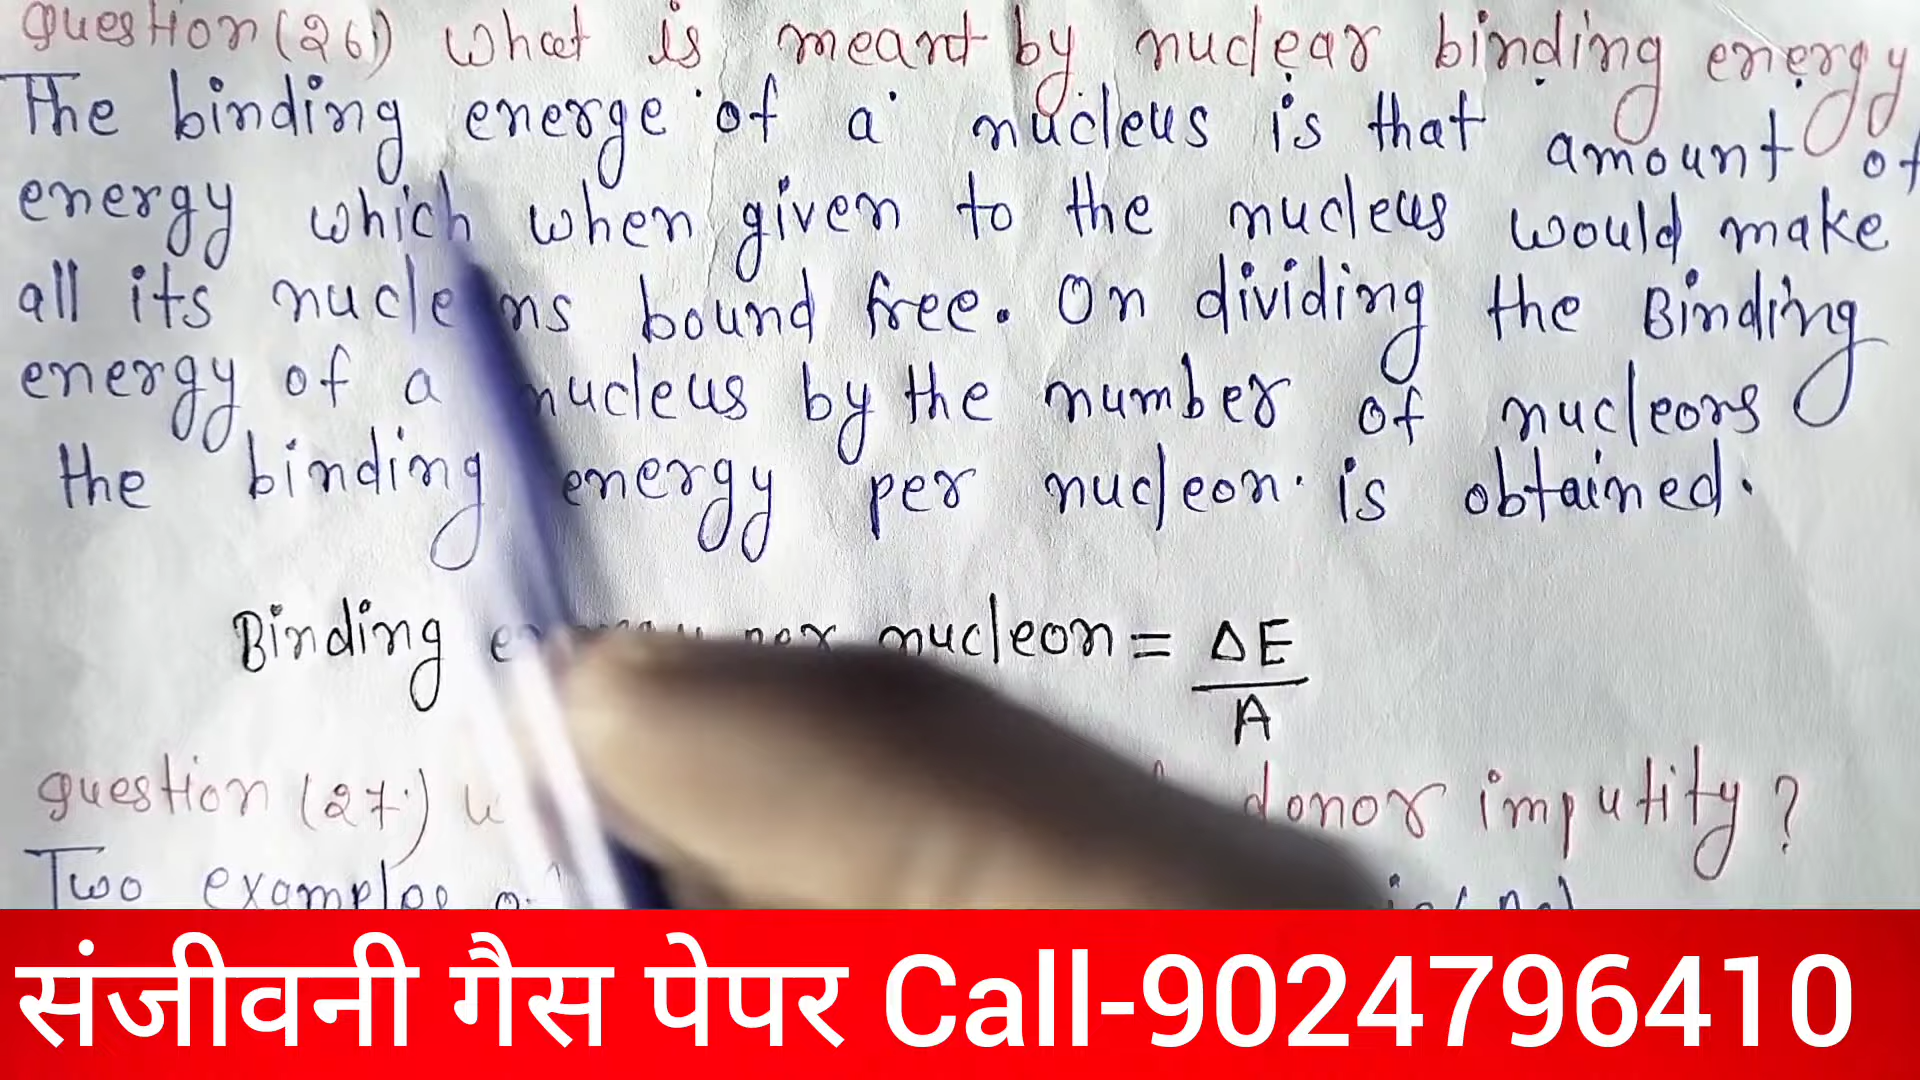 question (26) what is meant by nuclear binding energy
The binding energe of a nucleus is that amount of
energy which when given to the nucleus would make
all its bound free. On dividing the Binding
energy of a nucleus by the number of nucleons
the binding energy per nucleon is obtained.
Binding per nucleon = ΔE/A
question (27) donor imputity?
Two examples
संजीवनी गैस पेपर Call-9024796410